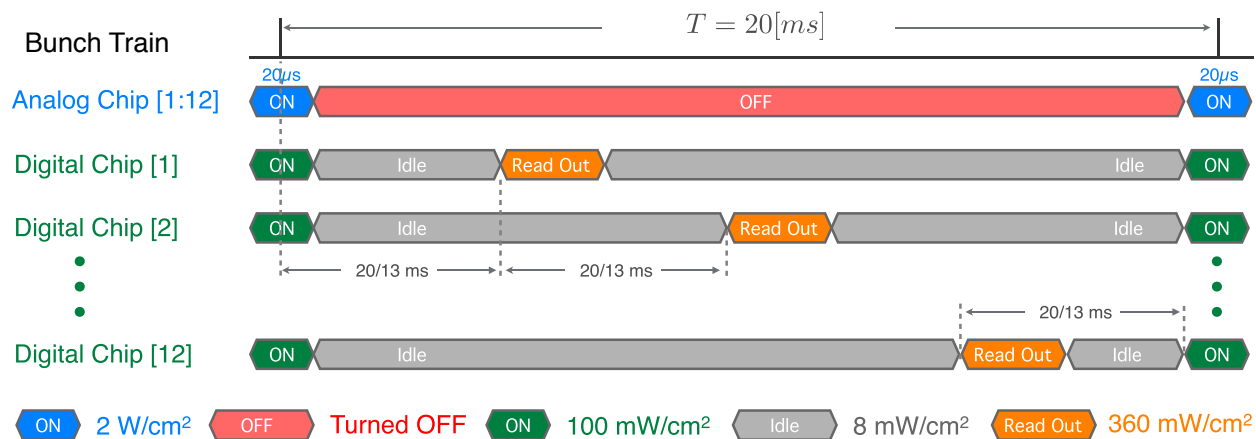 Bunch Train
T = 20[ms]
20μs
20μs
Analog Chip [1:12]
ON
OFF
ON
Digital Chip [1]
ON
Idle
Read Out
Idle
ON
Digital Chip [2]
ON
Idle
Read Out
Idle
ON
20/13 ms
20/13 ms
20/13 ms
Digital Chip [12]
ON
Idle
Read Out
Idle
ON
ON
2 W/cm²
OFF
Turned OFF
ON
100 mW/cm²
Idle
8 mW/cm²
Read Out
360 mW/cm²